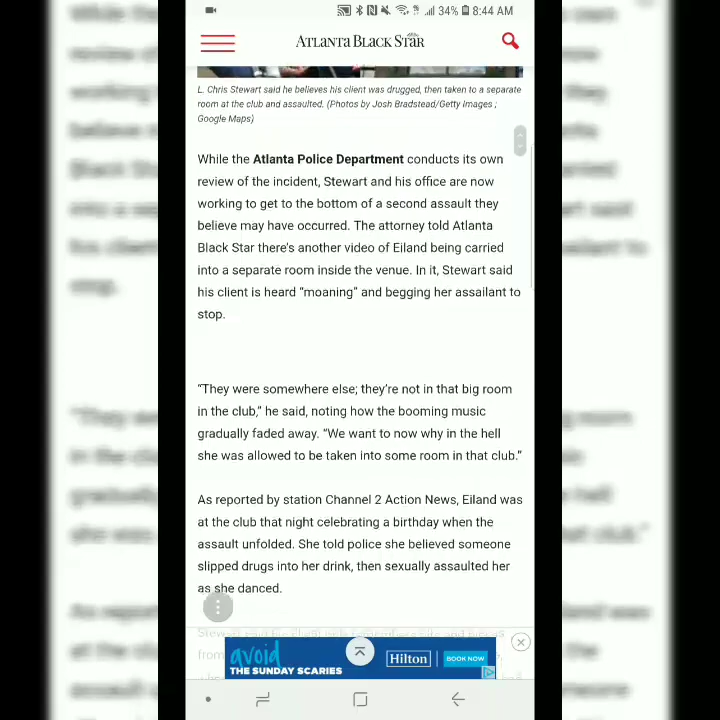 34% 8:44 AM
ATLANTA BLACK STAR
L. Chris Stewart said he believes his client was drugged, then taken to a separate
room at the club and assaulted. (Photos by Josh Bradstead/Getty Images ;
Google Maps)
While the Atlanta Police Department conducts its own
review of the incident, Stewart and his office are now
working to get to the bottom of a second assault they
believe may have occurred. The attorney told Atlanta
Black Star there's another video of Eiland being carried
into a separate room inside the venue. In it, Stewart said
his client is heard “moaning” and begging her assailant to
stop.
“They were somewhere else; they're not in that big room
in the club,” he said, noting how the booming music
gradually faded away. “We want to now why in the hell
she was allowed to be taken into some room in that club.”
As reported by station Channel 2 Action News, Eiland was
at the club that night celebrating a birthday when the
assault unfolded. She told police she believed someone
slipped drugs into her drink, then sexually assaulted her
as she danced.
Stewart said his client
from
avoid
THE SUNDAY SCARIES
Hilton
BOOK NOW